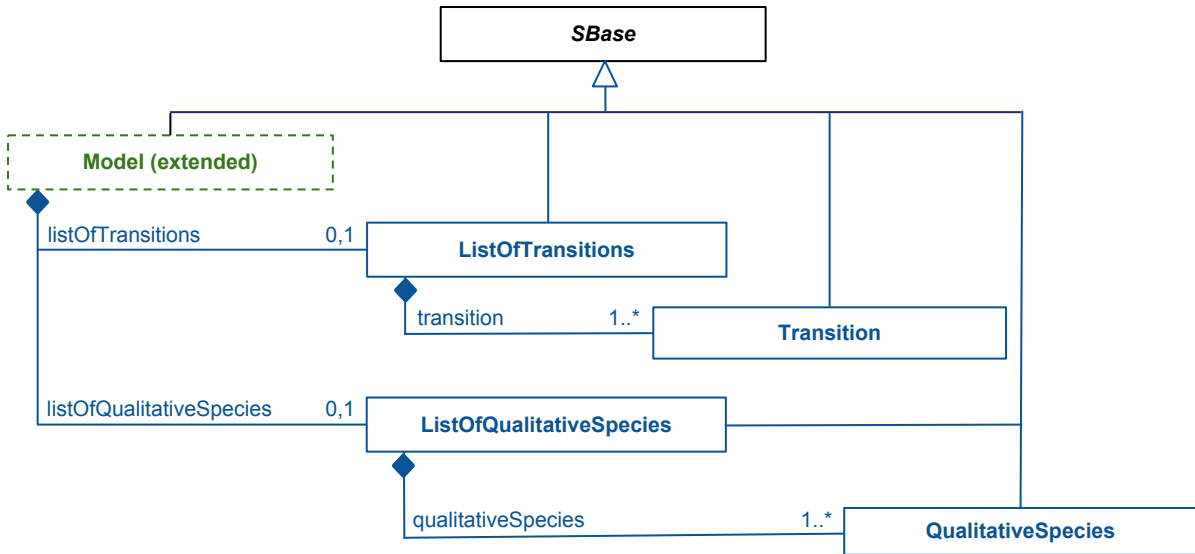 SBase
Model (extended)
listOfTransitions 0,1
ListOfTransitions
transition 1..*
Transition
listOfQualitativeSpecies 0,1
ListOfQualitativeSpecies
qualitativeSpecies 1..*
QualitativeSpecies